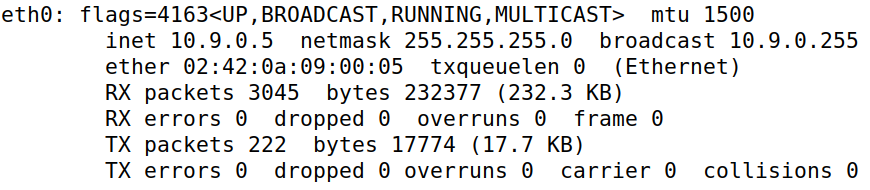 eth0: flags=4163<UP,BROADCAST,RUNNING,MULTICAST>  mtu 1500
        inet 10.9.0.5  netmask 255.255.255.0  broadcast 10.9.0.255
        ether 02:42:0a:09:00:05  txqueuelen 0  (Ethernet)
        RX packets 3045  bytes 232377 (232.3 KB)
        RX errors 0  dropped 0  overruns 0  frame 0
        TX packets 222  bytes 17774 (17.7 KB)
        TX errors 0  dropped 0 overruns 0  carrier 0  collisions 0